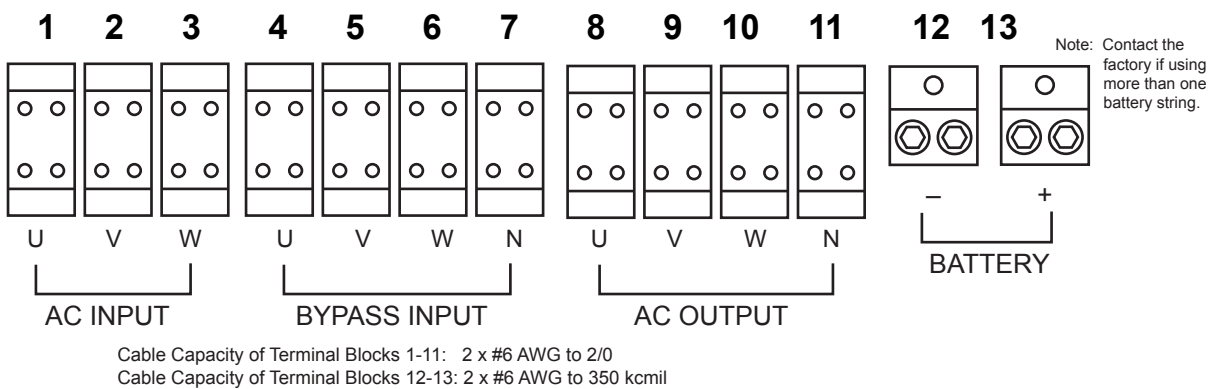 1 2 3 4 5 6 7 8 9 10 11 12 13
Note: Contact the
factory if using
more than one
battery string.
U V W U V W N U V W N – +
AC INPUT BYPASS INPUT AC OUTPUT BATTERY
Cable Capacity of Terminal Blocks 1-11: 2 x #6 AWG to 2/0
Cable Capacity of Terminal Blocks 12-13: 2 x #6 AWG to 350 kcmil